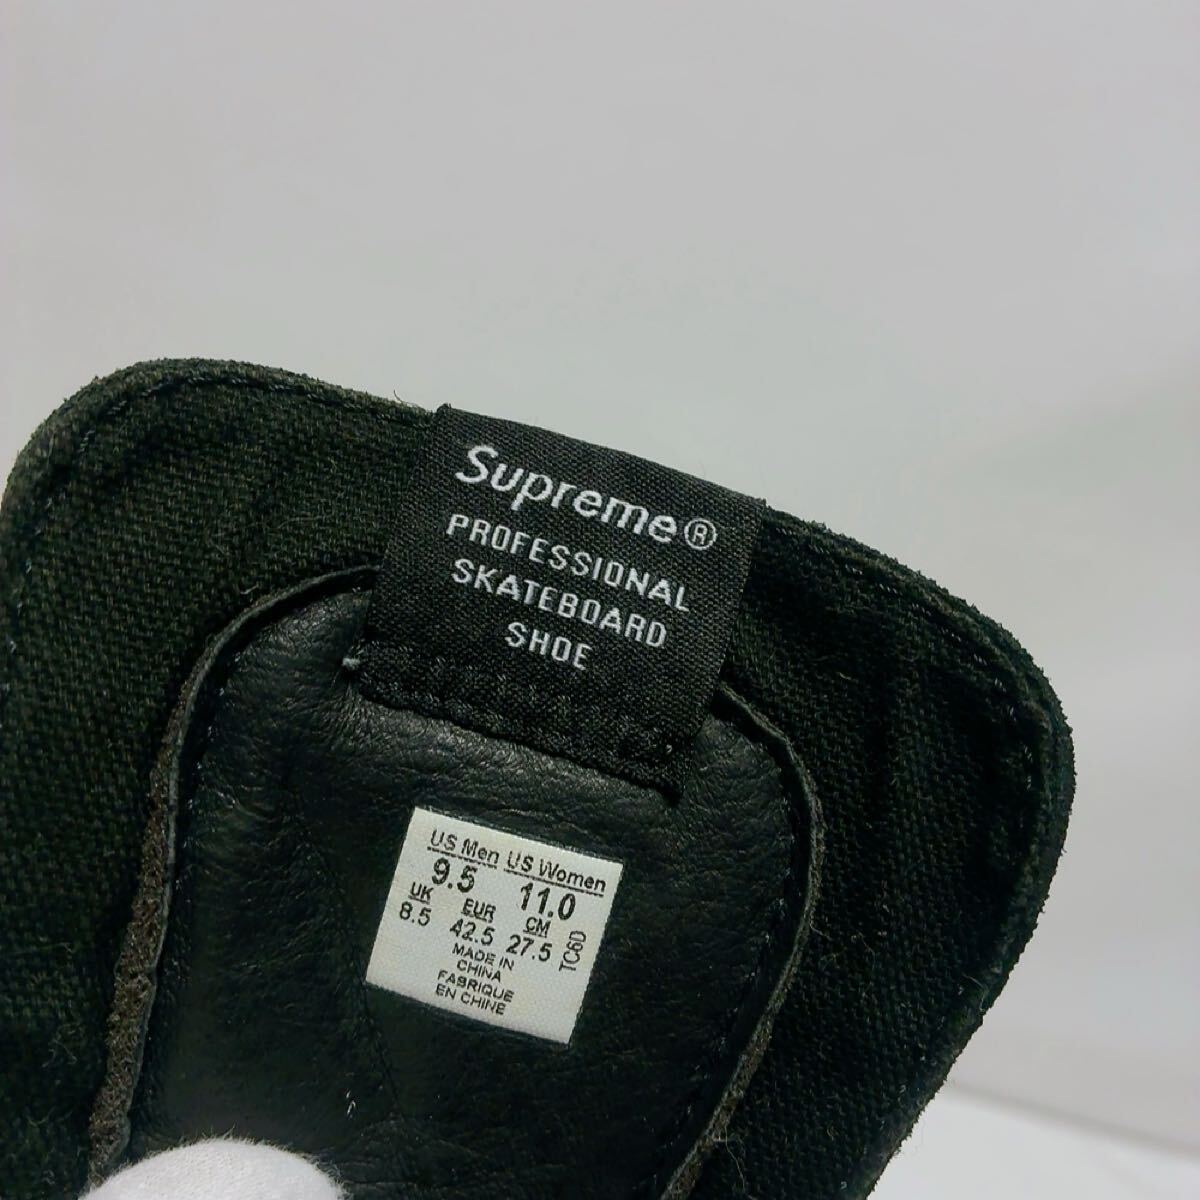 Supreme®
PROFESSIONAL
SKATEBOARD
SHOE
US Men US Women
9.5 11.0
UK EUR CM
8.5 42.5 27.5
TC6D
MADE IN
CHINA
FABRIQUE
EN CHINE